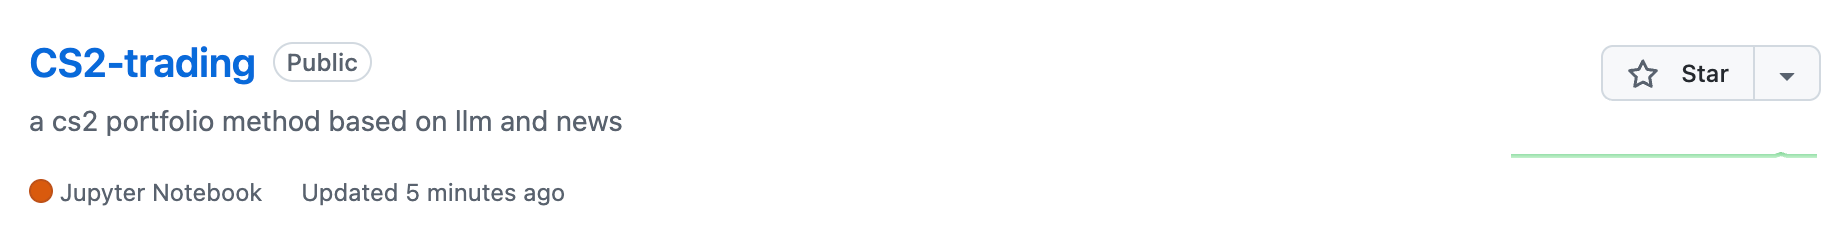 CS2-trading Public
Star
a cs2 portfolio method based on llm and news
Jupyter Notebook Updated 5 minutes ago